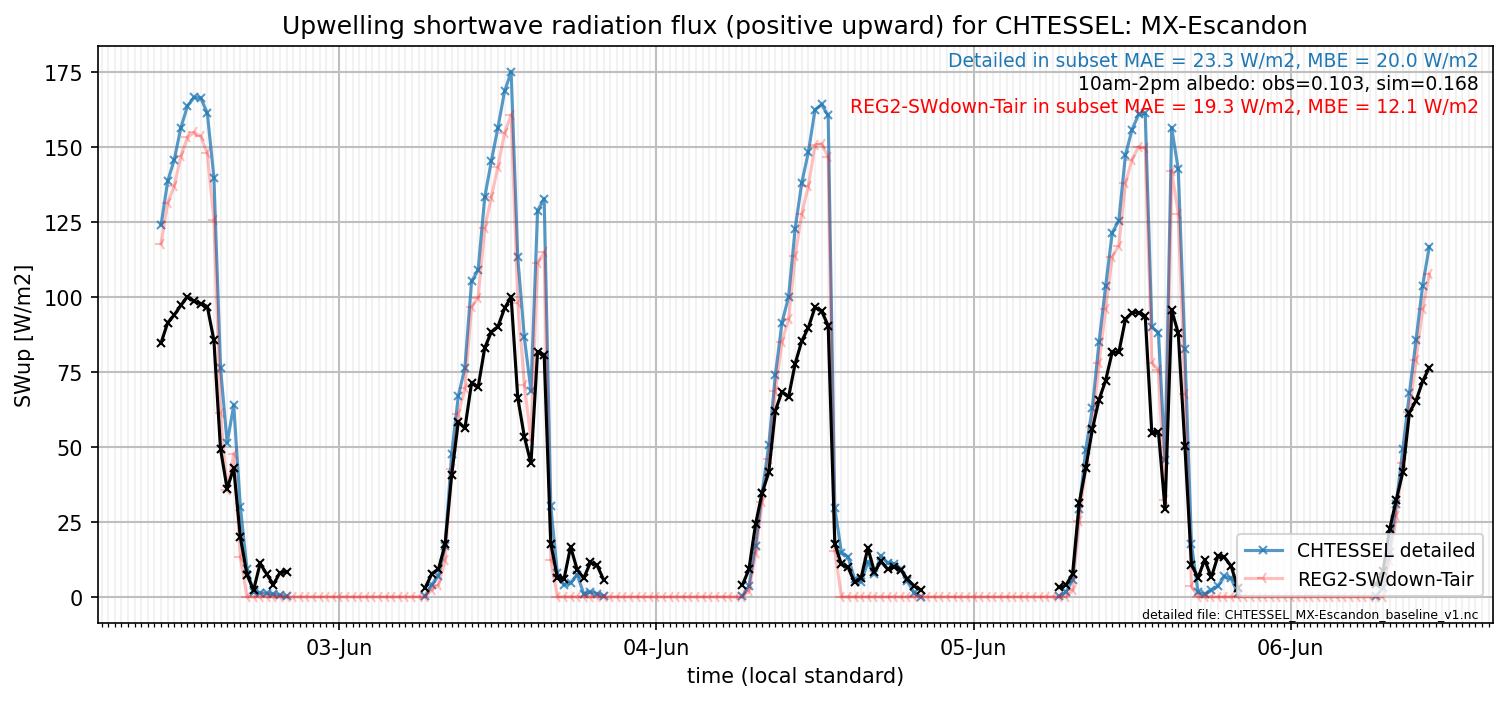 Upwelling shortwave radiation flux (positive upward) for CHTESSEL: MX-Escandon
Detailed in subset MAE = 23.3 W/m2, MBE = 20.0 W/m2
10am-2pm albedo: obs=0.103, sim=0.168
REG2-SWdown-Tair in subset MAE = 19.3 W/m2, MBE = 12.1 W/m2
SWup [W/m2]
175
150
125
100
75
50
25
0
CHTESSEL detailed
REG2-SWdown-Tair
detailed file: CHTESSEL_MX-Escandon_baseline_v1.nc
03-Jun
04-Jun
05-Jun
06-Jun
time (local standard)